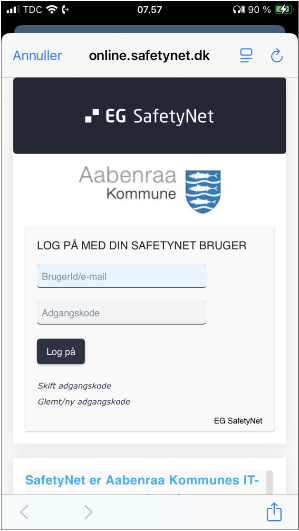 TDC 07.57 90 %
Annuller online.safetynet.dk
EG SafetyNet
Aabenraa
Kommune
LOG PÅ MED DIN SAFETYNET BRUGER
BrugerId/e-mail
Adgangskode
Log på
Skift adgangskode
Glemt/ny adgangskode
EG SafetyNet
SafetyNet er Aabenraa Kommunes IT-